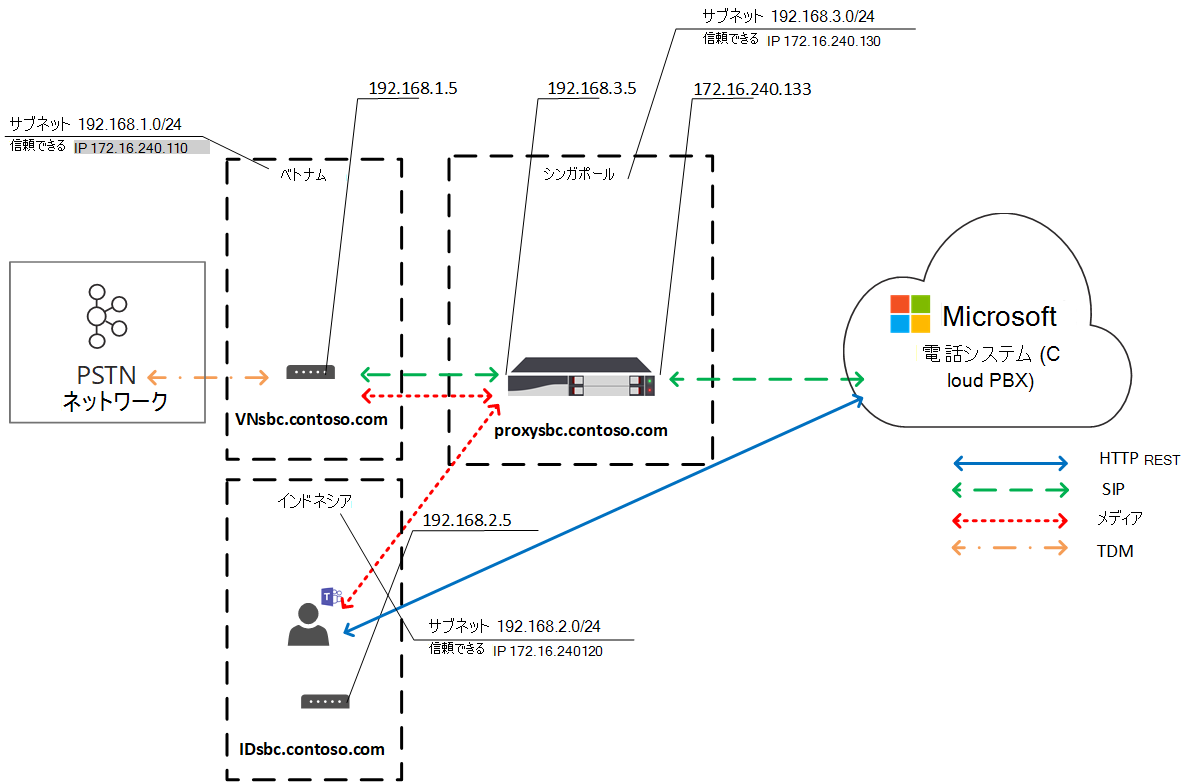 サブネット 192.168.3.0/24
信頼できる IP 172.16.240.130
192.168.1.5
192.168.3.5
172.16.240.133
サブネット 192.168.1.0/24
信頼できる IP 172.16.240.110
ベトナム
シンガポール
Microsoft
電話システム (C
loud PBX)
PSTN
ネットワーク
VNsbc.contoso.com
proxysbc.contoso.com
HTTP REST
SIP
メディア
TDM
インドネシア
192.168.2.5
サブネット 192.168.2.0/24
信頼できる IP 172.16.240120
IDsbc.contoso.com